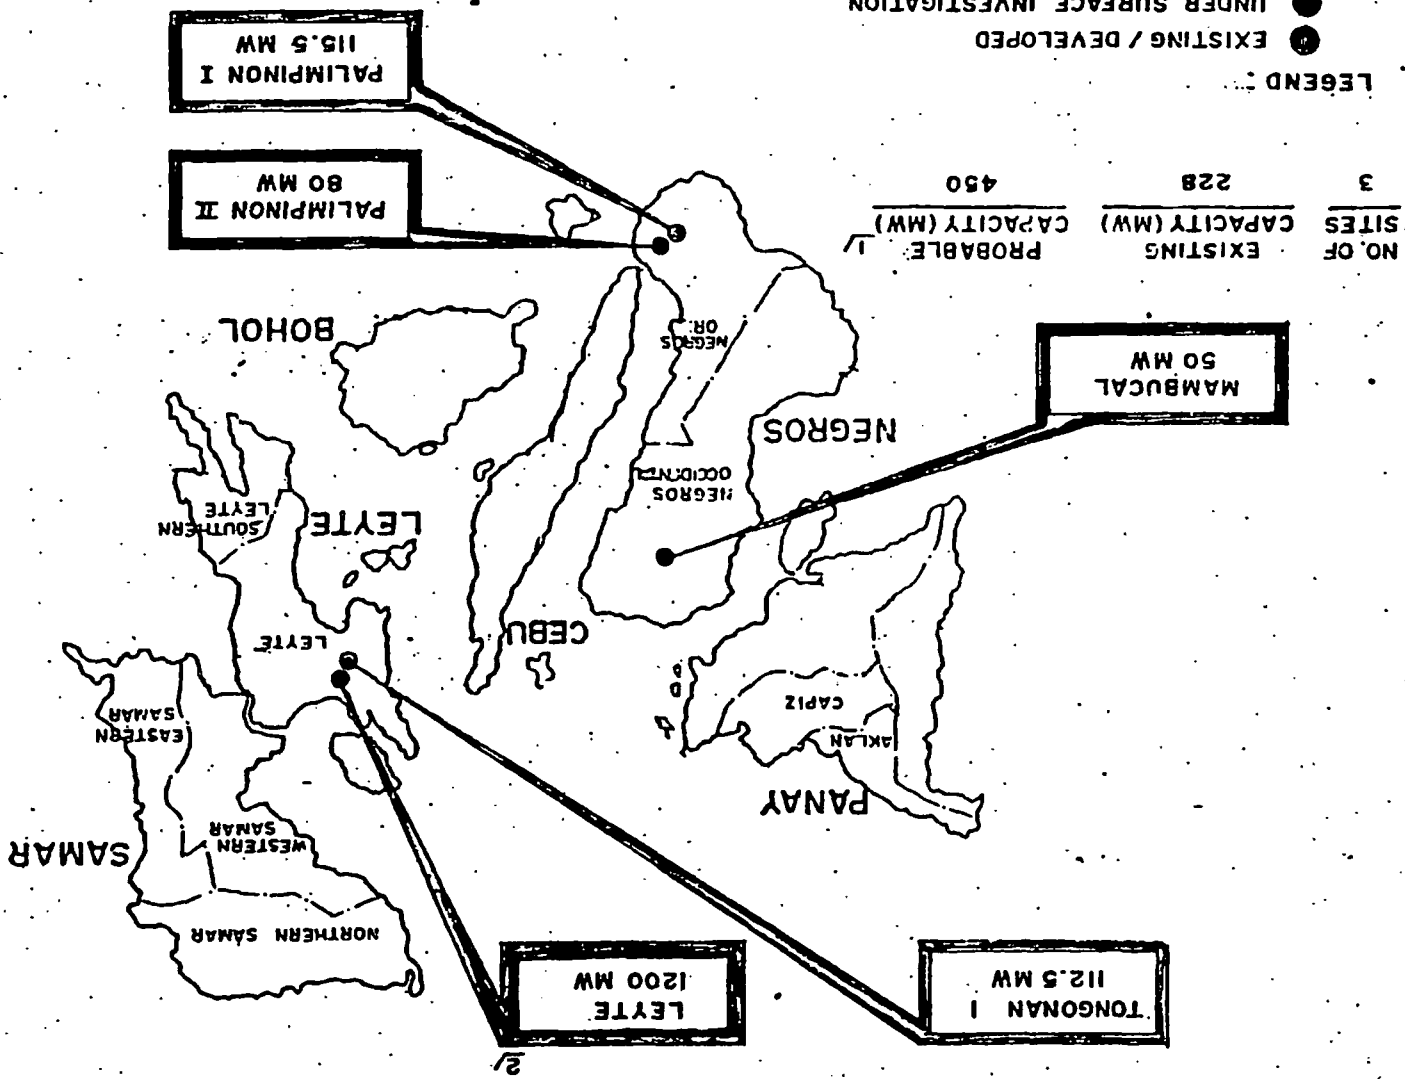 2/
TONGONAN I
112.5 MW
LEYTE
1200 MW
NORTHERN SAMAR
WESTERN
SAMAR
SAMAR
PANAY
AKLAN
CAPIZ
EASTERN
SAMAR
CEBU
LEYTE
LEYTE
SOUTHERN
LEYTE
NEGROS
OCCIDENTAL
NEGROS
MAMBUCAL
50 MW
NEGROS
OR.
BOHOL
NO. OF
SITES
EXISTING
CAPACITY (MW)
PROBABLE
CAPACITY (MW) 1/
3
228
450
PALIMPINON II
80 MW
LEGEND :
EXISTING / DEVELOPED
UNDER SURFACE INVESTIGATION
PALIMPINON I
115.5 MW